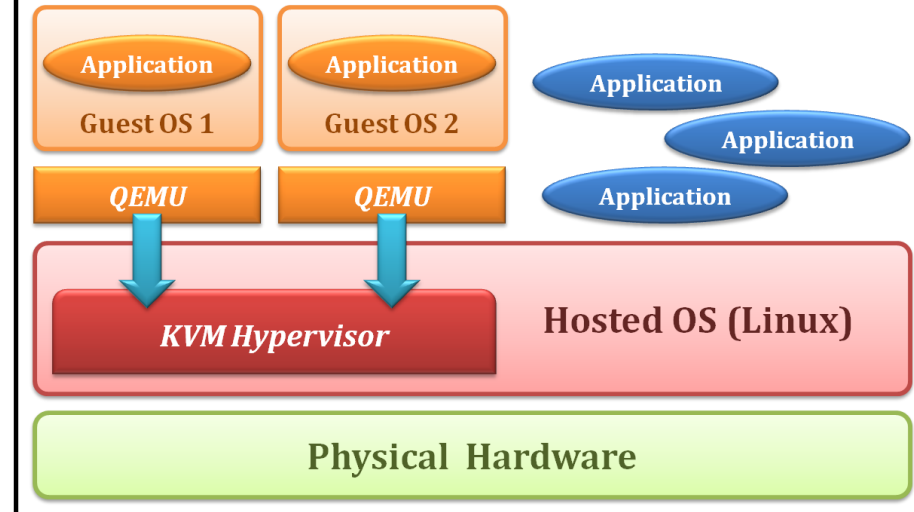 Application
Guest OS 1
Application
Guest OS 2
Application
Application
Application
QEMU
QEMU
KVM Hypervisor
Hosted OS (Linux)
Physical Hardware